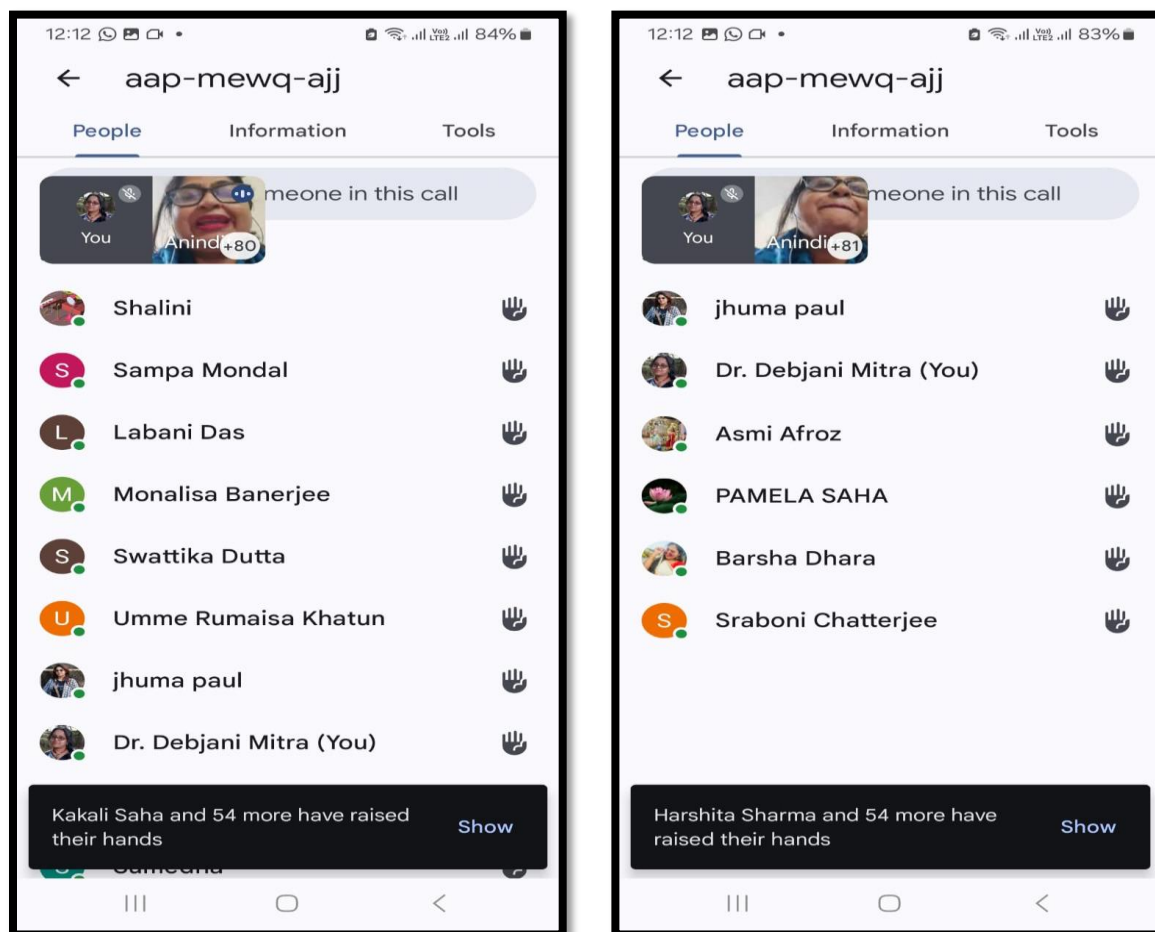 12:12 84%
aap-mewq-ajj
People Information Tools
meone in this call
You Anindi +80
Shalini
S Sampa Mondal
L Labani Das
M Monalisa Banerjee
S Swattika Dutta
U Umme Rumaisa Khatun
jhuma paul
Dr. Debjani Mitra (You)
Kakali Saha and 54 more have raised
their hands
Show
12:12 83%
aap-mewq-ajj
People Information Tools
meone in this call
You Anindi +81
jhuma paul
Dr. Debjani Mitra (You)
Asmi Afroz
PAMELA SAHA
Barsha Dhara
S Sraboni Chatterjee
Harshita Sharma and 54 more have
raised their hands
Show